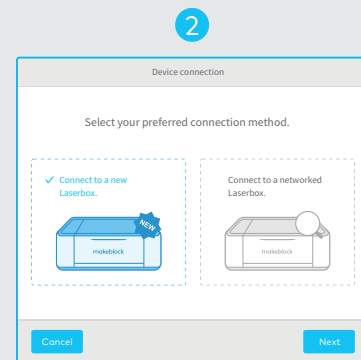 2
Device connection
Select your preferred connection method.
Connect to a new
Laserbox.
NEW
makeblock
Connect to a networked
Laserbox.
makeblock
Cancel
Next